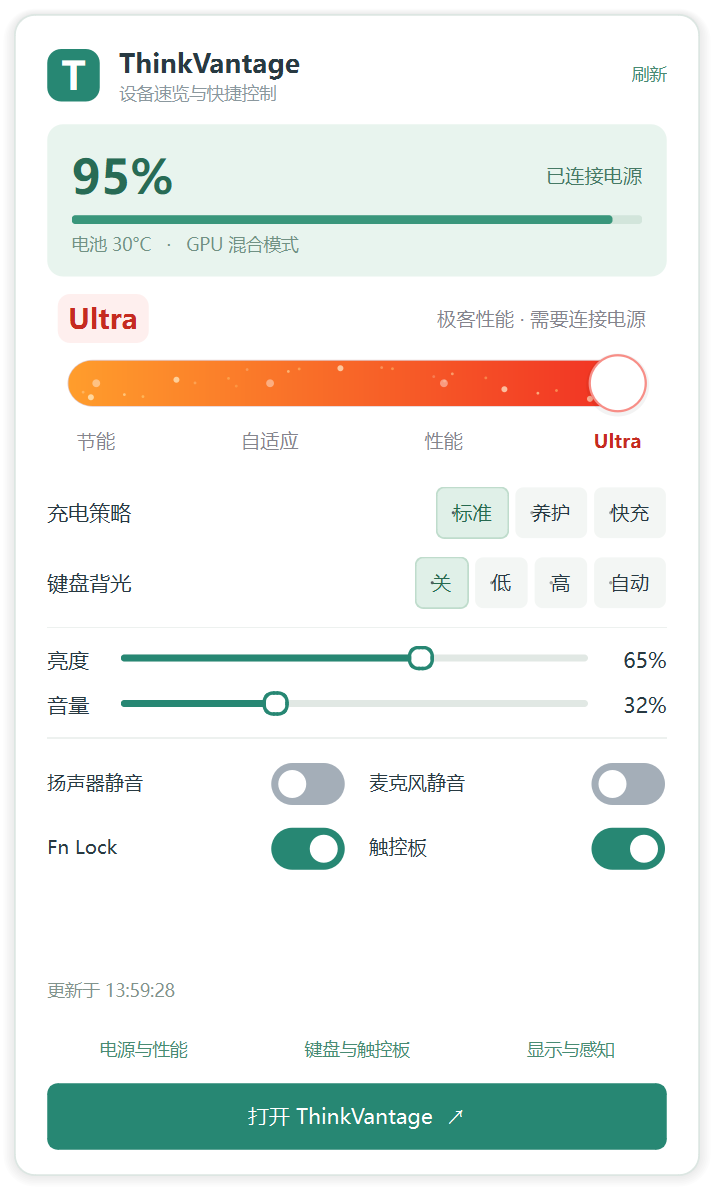 T
ThinkVantage
设备速览与快捷控制
刷新
95%
已连接电源
电池 30°C · GPU 混合模式
Ultra
极客性能 · 需要连接电源
节能 自适应 性能 Ultra
充电策略 标准 养护 快充
键盘背光 关 低 高 自动
亮度 65%
音量 32%
扬声器静音 麦克风静音
Fn Lock 触控板
更新于 13:59:28
电源与性能 键盘与触控板 显示与感知
打开 ThinkVantage ↗